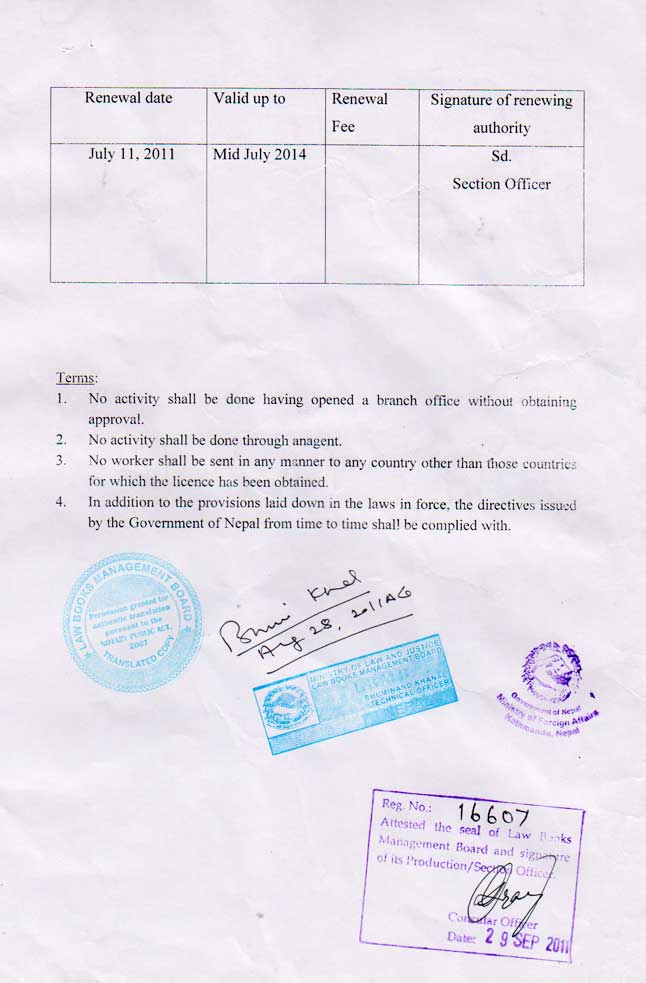 Renewal date Valid up to Renewal Fee Signature of renewing authority
July 11, 2011 Mid July 2014 Sd. Section Officer
Terms:
1. No activity shall be done having opened a branch office without obtaining
approval.
2. No activity shall be done through anagent.
3. No worker shall be sent in any manner to any country other than those countries
for which the licence has been obtained.
4. In addition to the provisions laid down in the laws in force, the directives issued
by the Government of Nepal from time to time shall be complied with.
LAW BOOKS MANAGEMENT BOARD
Permission granted for
authentic translation
pursuant to the
NOTARY PUBLIC ACT,
2007
TRANSLATED COPY
Bhumi Khanal
Aug 28, 2011 AG
MINISTRY OF LAW AND JUSTICE
LAW BOOKS MANAGEMENT BOARD
BHUMINAND KHANAL
TECHNICAL OFFICER
Government of Nepal
Ministry of Foreign Affairs
Kathmandu, Nepal
Reg. No.: 16607
Attested the seal of Law Books
Management Board and signature
of its Production/Section Officer.
Consular Officer
Date: 29 SEP 2011